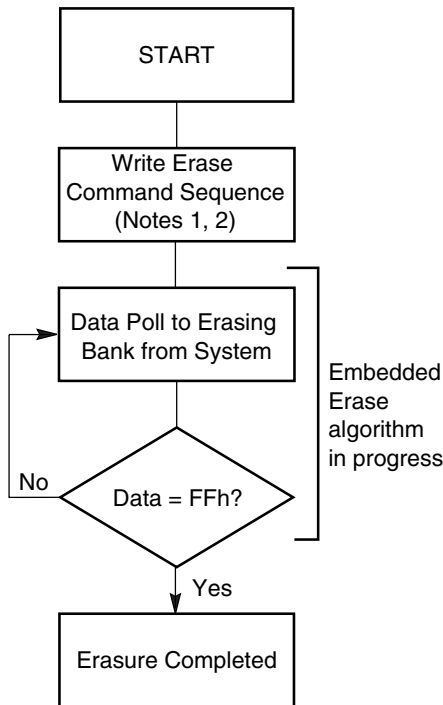 START
Write Erase
Command Sequence
(Notes 1, 2)
Data Poll to Erasing
Bank from System
Embedded
Erase
algorithm
in progress
No
Data = FFh?
Yes
Erasure Completed